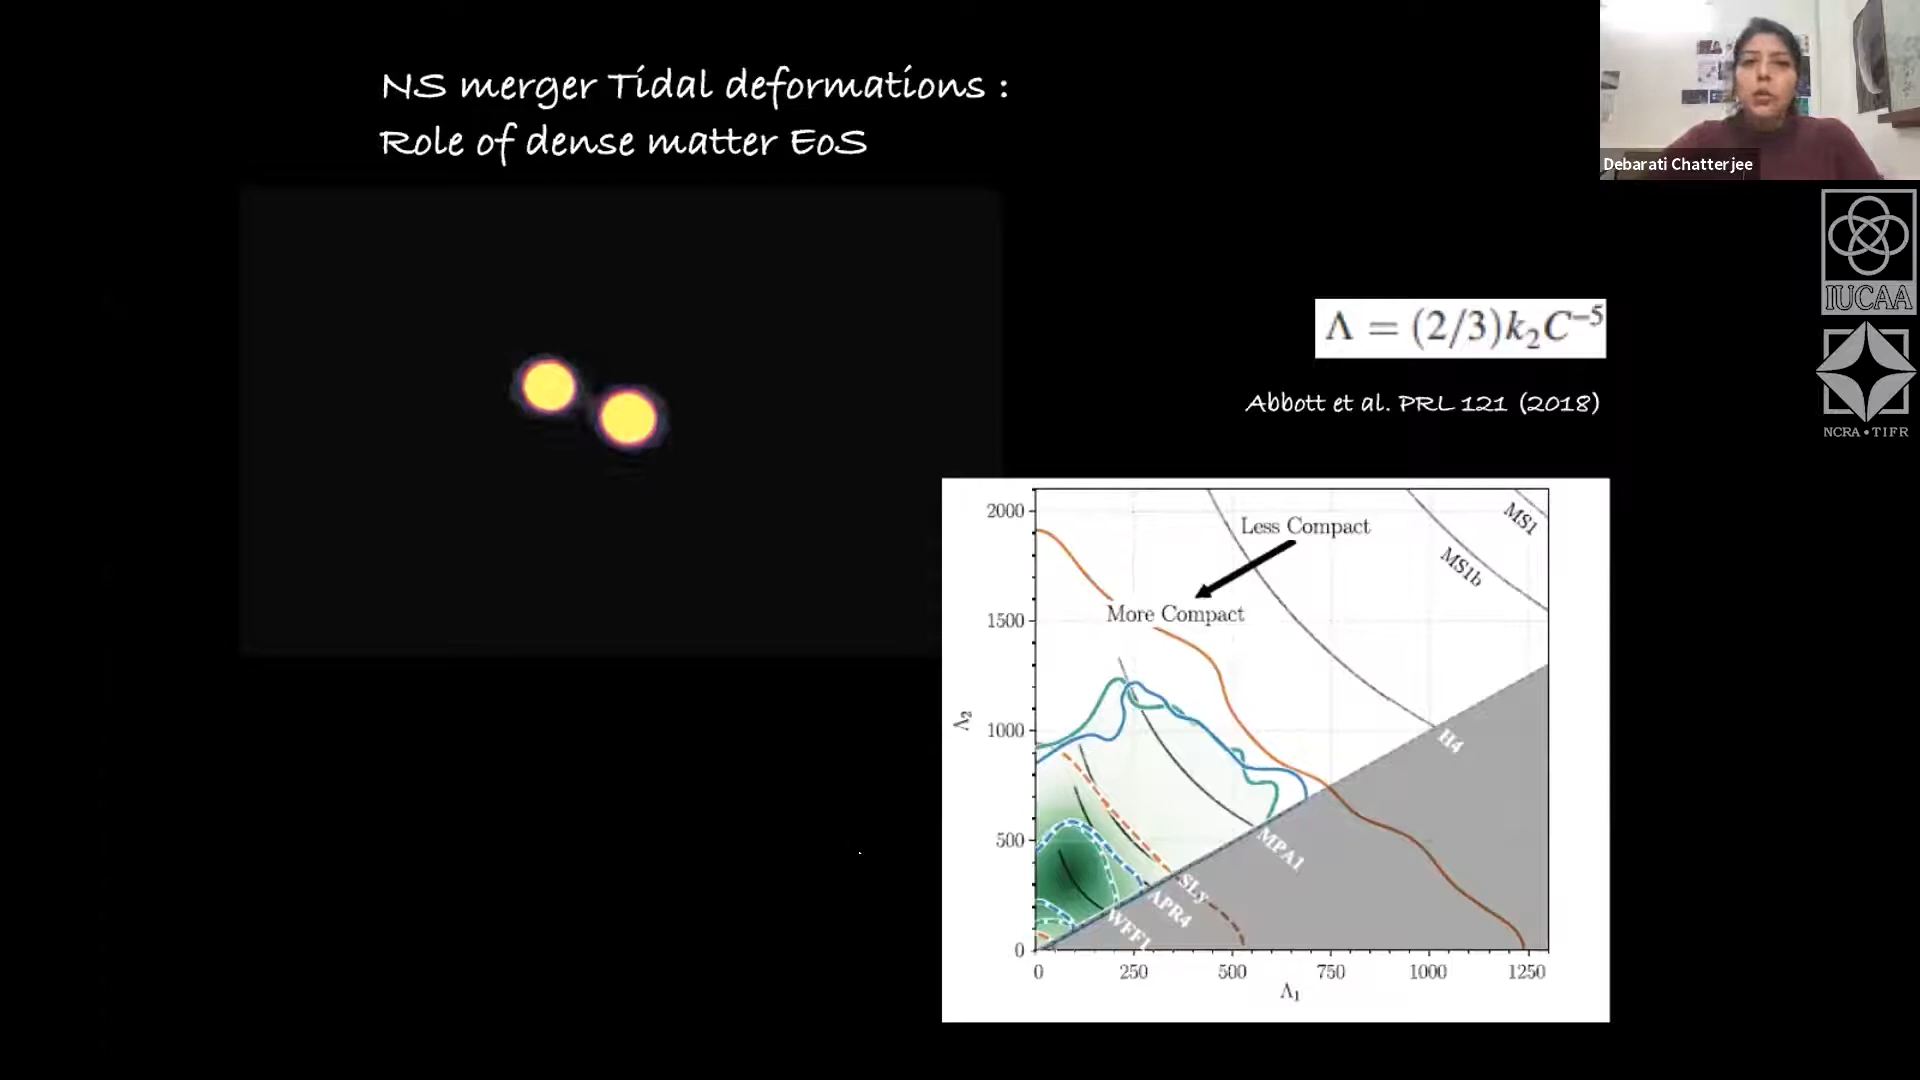 NS merger Tidal deformations :
Role of dense matter EoS
Debarati Chatterjee
IUCAA
NCRA • TIFR
Λ = (2/3)k₂C⁻⁵
Abbott et al. PRL 121 (2018)
2000
1500
1000
500
0
Λ₂
Less Compact
More Compact
MS1
MS1b
H4
MPA1
SLy
APR4
WFF1
0 250 500 750 1000 1250
Λ₁